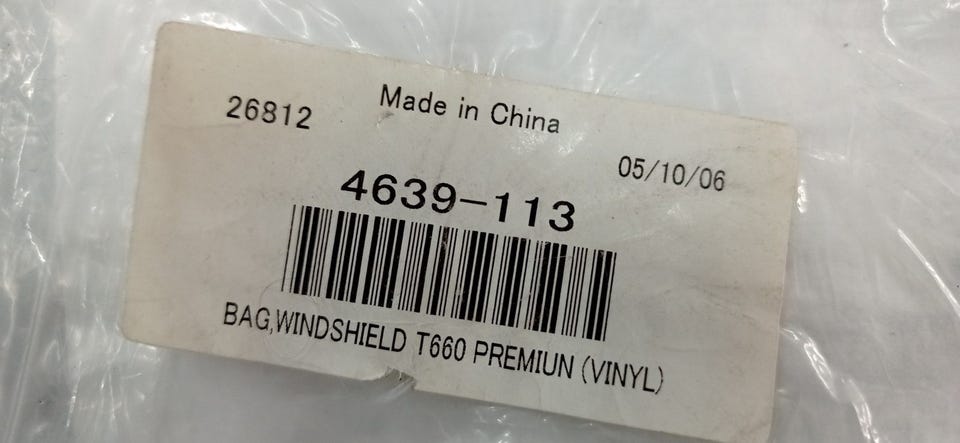 Made in China
26812
05/10/06
4639-113
BAG,WINDSHIELD T660 PREMIUN (VINYL)